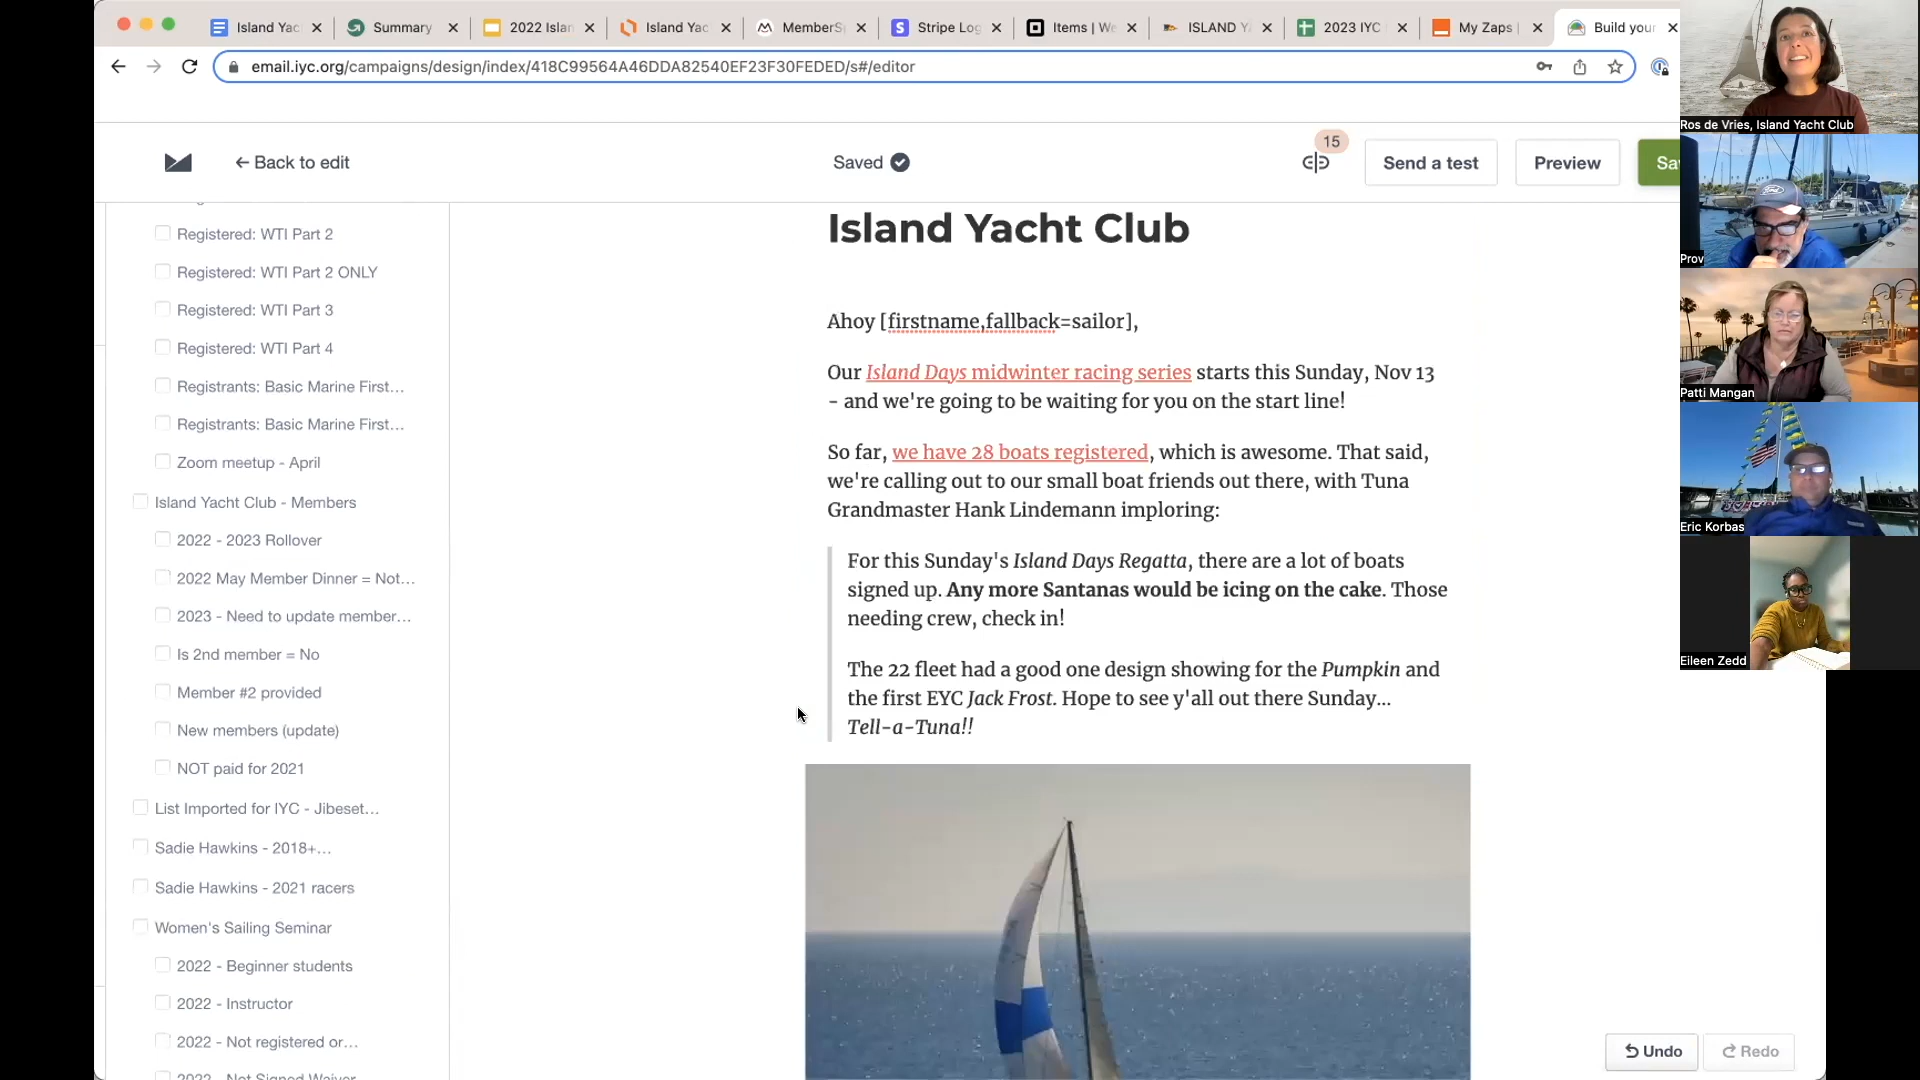 Island Yac
Summary
2022 Islan
Island Yac
MemberSp
Stripe Log
Items | We
ISLAND Y
2023 IYC
My Zaps |
Build your
email.iyc.org/campaigns/design/index/418C99564A46DDA82540EF23F30FEDED/s#/editor
Back to edit
Saved
15
Send a test
Preview
Sav
Registered: WTI Part 2
Registered: WTI Part 2 ONLY
Registered: WTI Part 3
Registered: WTI Part 4
Registrants: Basic Marine First...
Registrants: Basic Marine First...
Zoom meetup - April
Island Yacht Club - Members
2022 - 2023 Rollover
2022 May Member Dinner = Not...
2023 - Need to update member...
Is 2nd member = No
Member #2 provided
New members (update)
NOT paid for 2021
List Imported for IYC - Jibeset...
Sadie Hawkins - 2018+...
Sadie Hawkins - 2021 racers
Women's Sailing Seminar
2022 - Beginner students
2022 - Instructor
2022 - Not registered or...
2022 - Not Signed Waiver
Island Yacht Club
Ahoy [firstname,fallback=sailor],
Our Island Days midwinter racing series starts this Sunday, Nov 13
- and we're going to be waiting for you on the start line!
So far, we have 28 boats registered, which is awesome. That said,
we're calling out to our small boat friends out there, with Tuna
Grandmaster Hank Lindemann imploring:
For this Sunday's Island Days Regatta, there are a lot of boats
signed up. Any more Santanas would be icing on the cake. Those
needing crew, check in!
The 22 fleet had a good one design showing for the Pumpkin and
the first EYC Jack Frost. Hope to see y'all out there Sunday...
Tell-a-Tuna!!
Undo
Redo
Ros de Vries, Island Yacht Club
Prov
Patti Mangan
Eric Korbas
Eileen Zedd